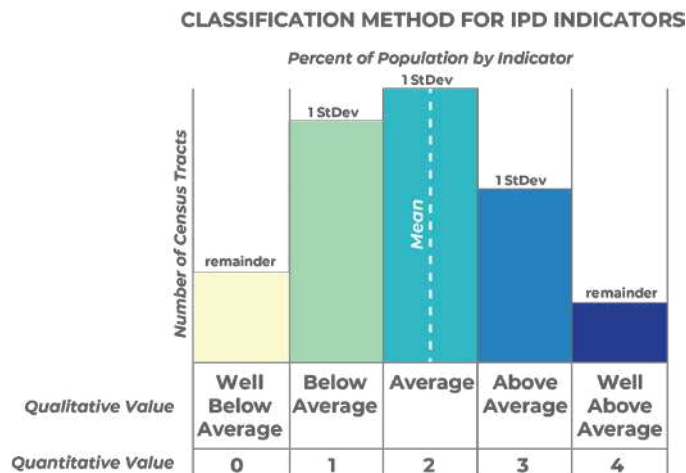 CLASSIFICATION METHOD FOR IPD INDICATORS
Percent of Population by Indicator
1 StDev
1 StDev
1 StDev
remainder
remainder
Number of Census Tracts
Mean
Qualitative Value
Well Below Average
Below Average
Average
Above Average
Well Above Average
Quantitative Value
0
1
2
3
4